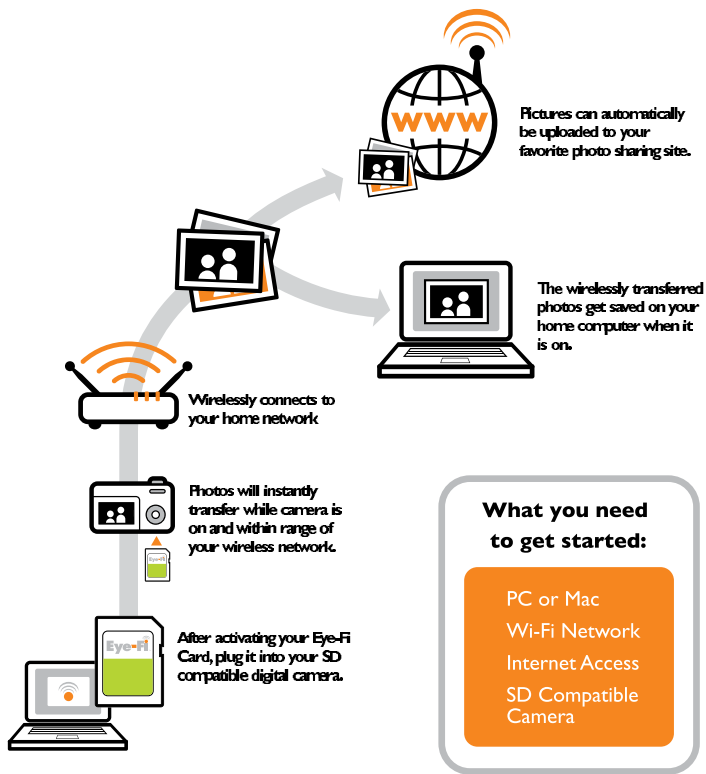 WWW
Pictures can automatically
be uploaded to your
favorite photo sharing site.
The wirelessly transferred
photos get saved on your
home computer when it
is on.
Wirelessly connects to
your home network
Photos will instantly
transfer while camera is
on and within range of
your wireless network.
Eye-Fi
Eye-Fi
After activating your Eye-Fi
Card, plug it into your SD
compatible digital camera.
What you need
to get started:
PC or Mac
Wi-Fi Network
Internet Access
SD Compatible
Camera